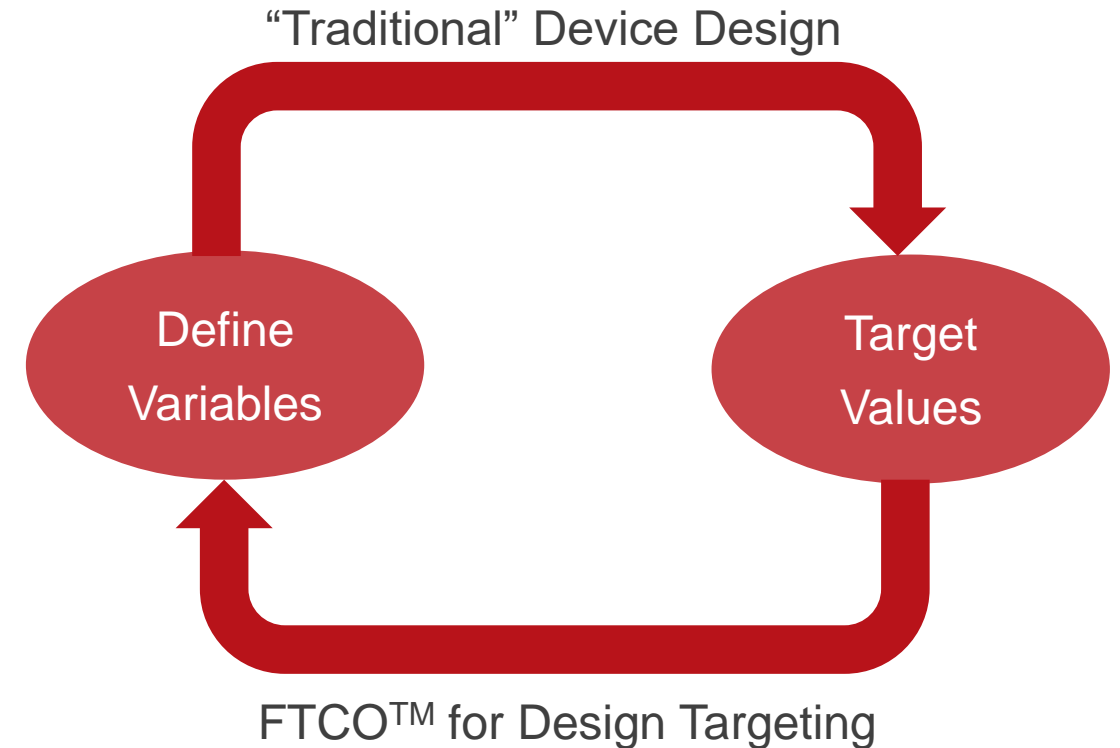 “Traditional” Device Design
Define
Variables
Target
Values
FTCO™ for Design Targeting